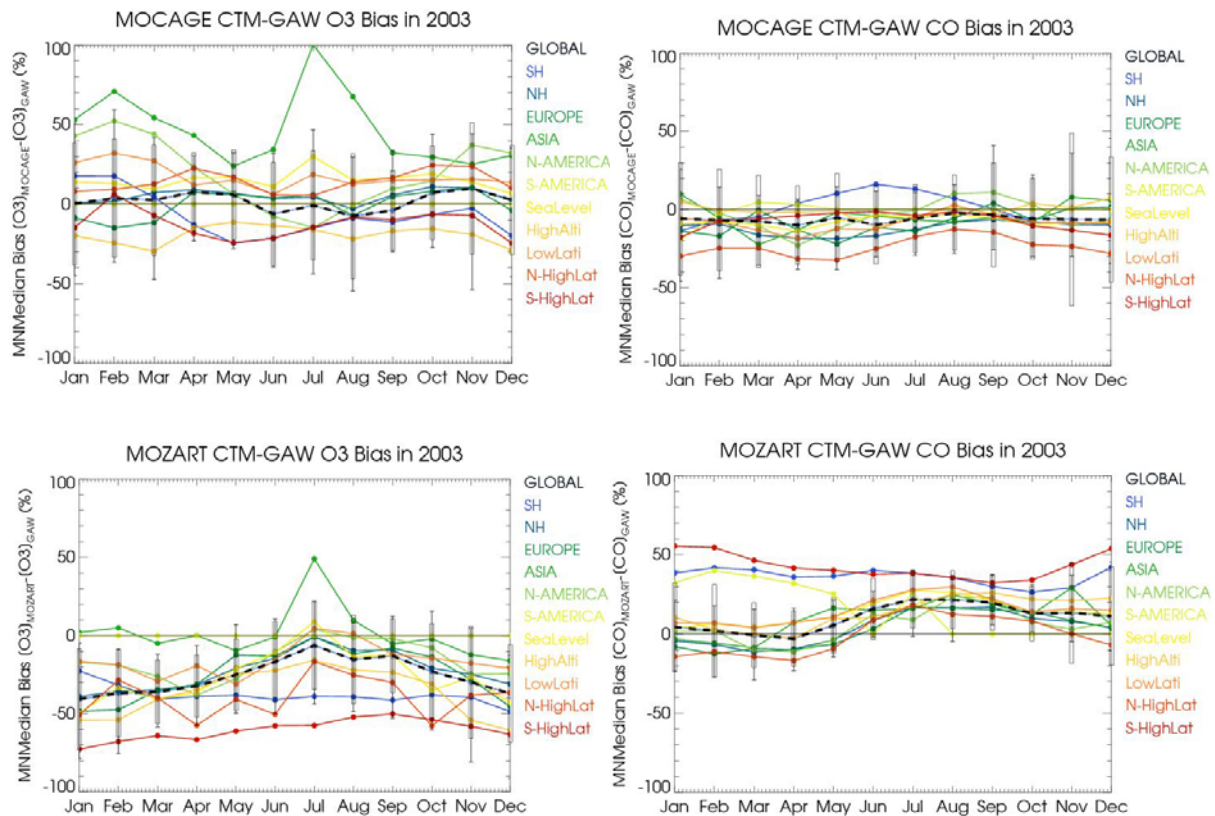 MOCAGE CTM-GAW O3 Bias in 2003
MNMedian Bias (O3)MOCAGE-(O3)GAW (%)
100
50
0
-50
-100
Jan Feb Mar Apr May Jun Jul Aug Sep Oct Nov Dec
GLOBAL
SH
NH
EUROPE
ASIA
N-AMERICA
S-AMERICA
SeaLevel
HighAlti
LowLati
N-HighLat
S-HighLat
MOCAGE CTM-GAW CO Bias in 2003
MNMedian Bias (CO)MOCAGE-(CO)GAW (%)
100
50
0
-50
-100
Jan Feb Mar Apr May Jun Jul Aug Sep Oct Nov Dec
GLOBAL
SH
NH
EUROPE
ASIA
N-AMERICA
S-AMERICA
SeaLevel
HighAlti
LowLati
N-HighLat
S-HighLat
MOZART CTM-GAW O3 Bias in 2003
MNMedian Bias (O3)MOZART-(O3)GAW (%)
100
50
0
-50
-100
Jan Feb Mar Apr May Jun Jul Aug Sep Oct Nov Dec
GLOBAL
SH
NH
EUROPE
ASIA
N-AMERICA
S-AMERICA
SeaLevel
HighAlti
LowLati
N-HighLat
S-HighLat
MOZART CTM-GAW CO Bias in 2003
MNMedian Bias (CO)MOZART-(CO)GAW (%)
100
50
0
-50
-100
Jan Feb Mar Apr May Jun Jul Aug Sep Oct Nov Dec
GLOBAL
SH
NH
EUROPE
ASIA
N-AMERICA
S-AMERICA
SeaLevel
HighAlti
LowLati
N-HighLat
S-HighLat